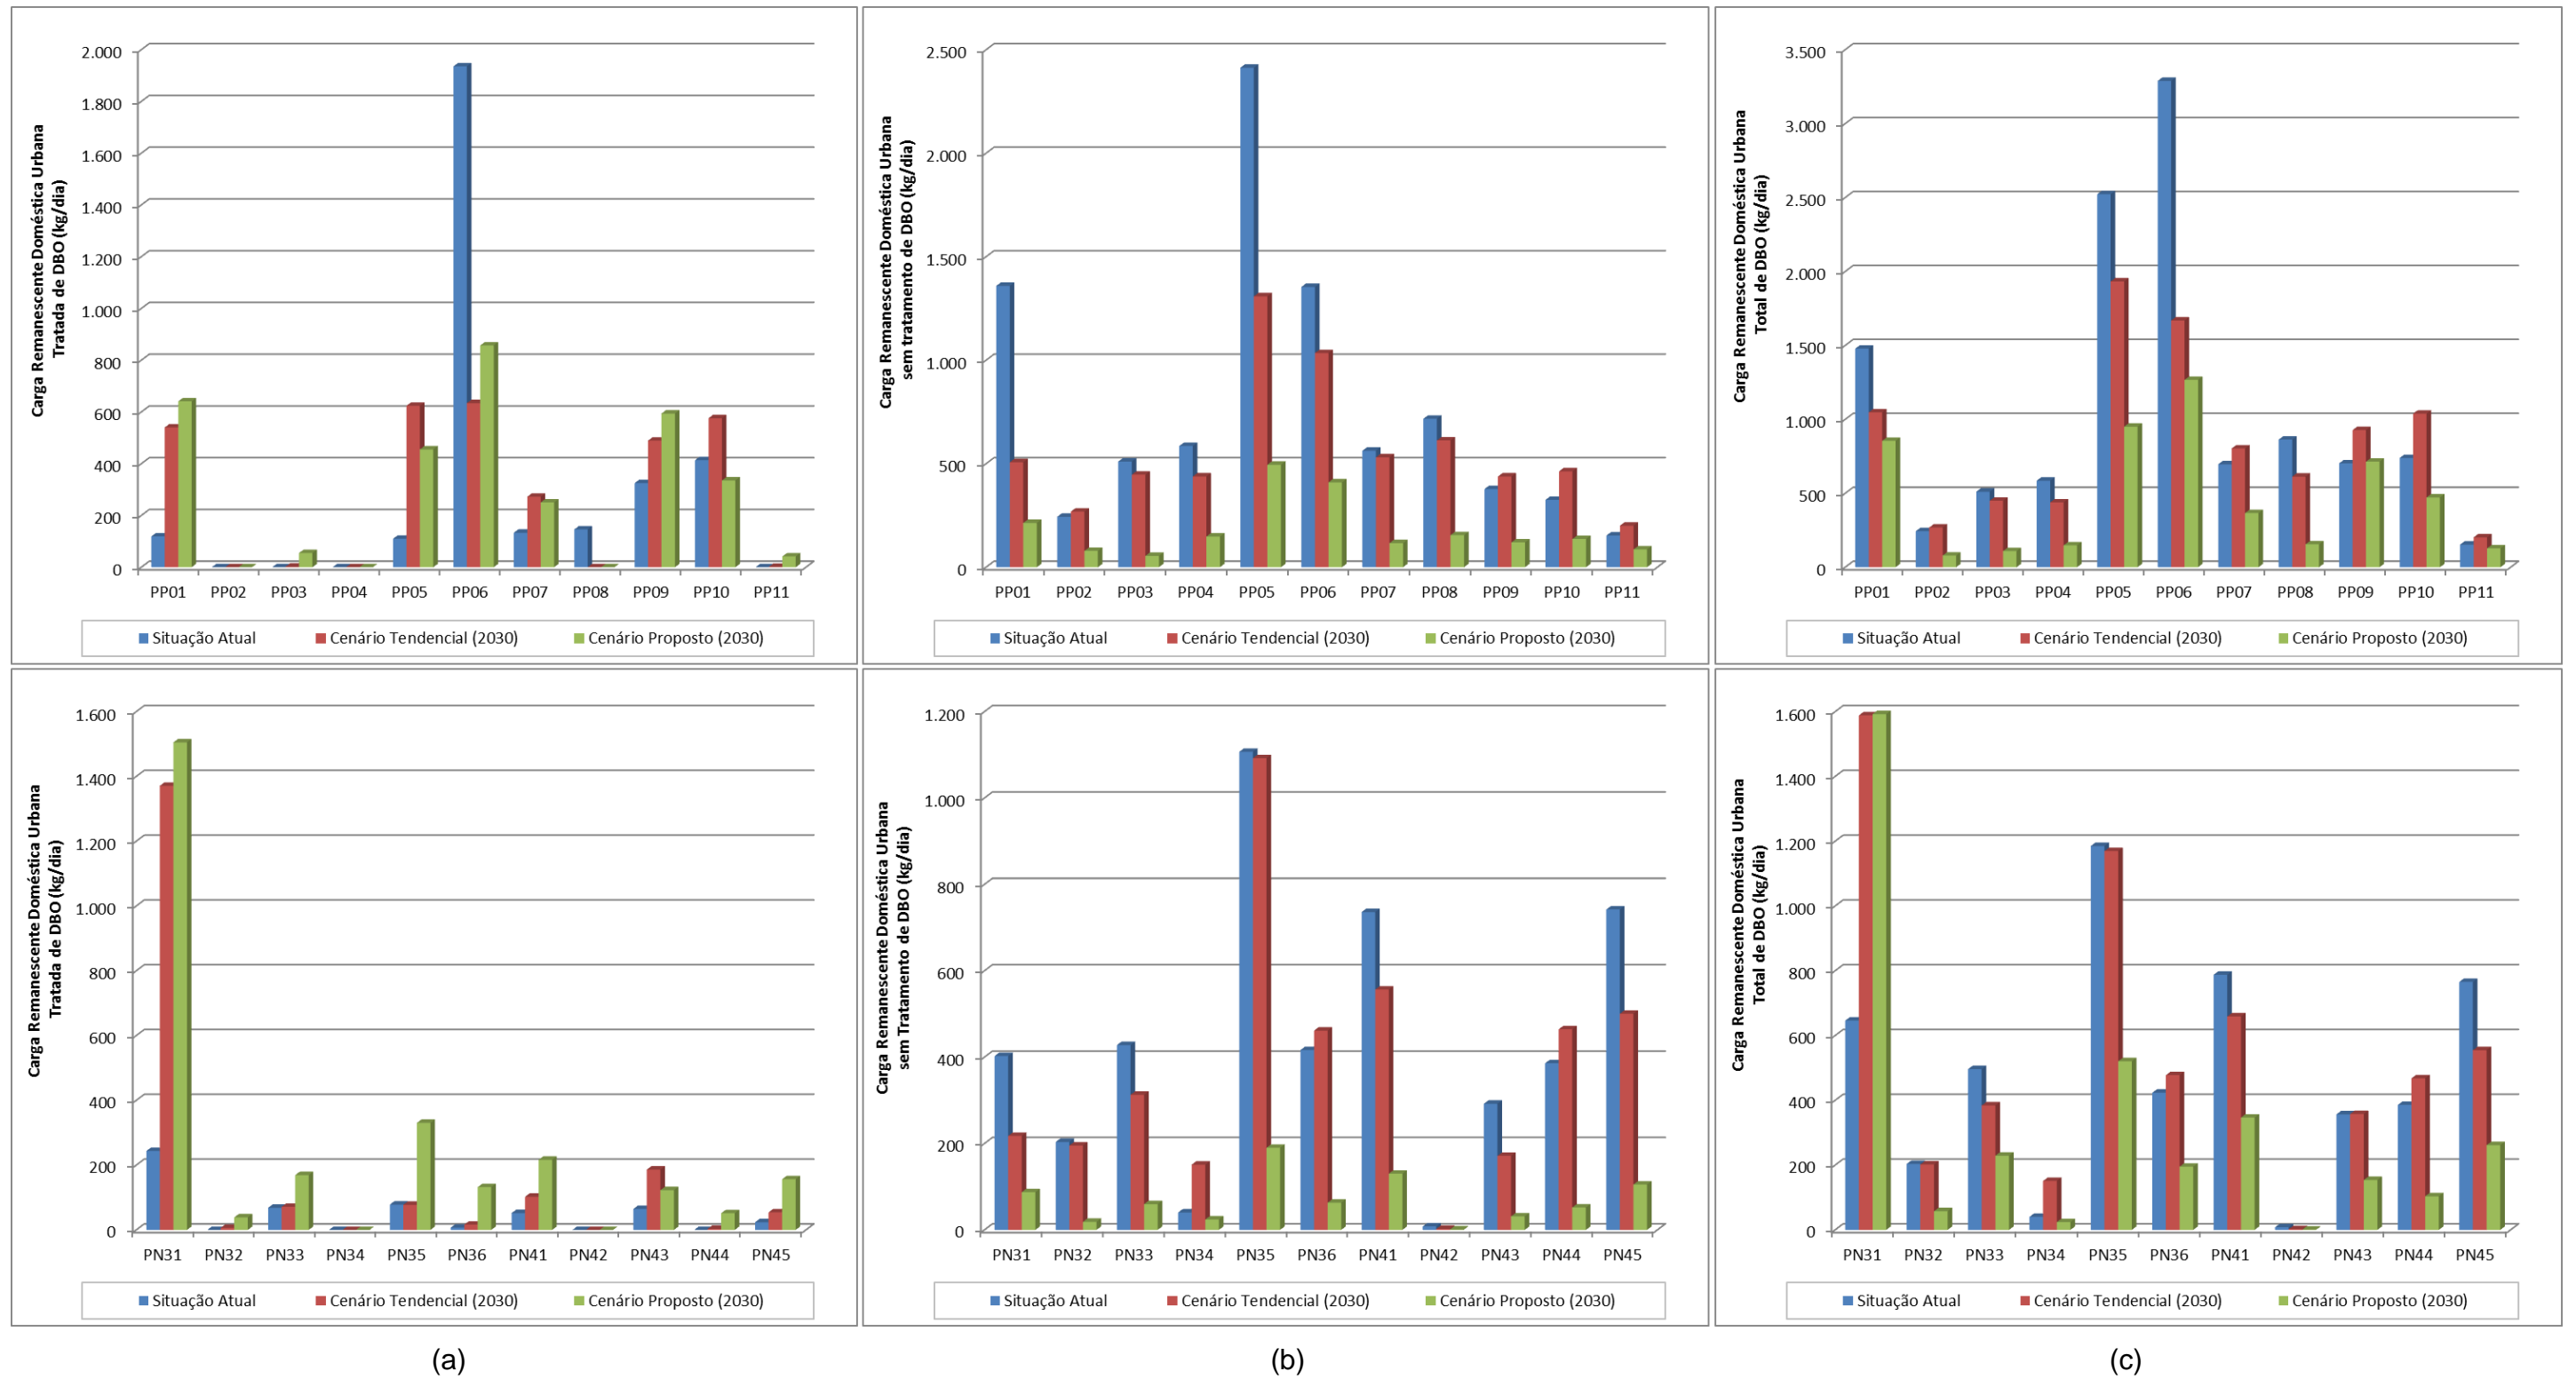 Carga Remanescente Doméstica Urbana
Tratada de DBO (kg/dia)
2.000
1.800
1.600
1.400
1.200
1.000
800
600
400
200
0
PP01 PP02 PP03 PP04 PP05 PP06 PP07 PP08 PP09 PP10 PP11
Situação Atual Cenário Tendencial (2030) Cenário Proposto (2030)
Carga Remanescente Doméstica Urbana
sem tratamento de DBO (kg/dia)
2.500
2.000
1.500
1.000
500
0
PP01 PP02 PP03 PP04 PP05 PP06 PP07 PP08 PP09 PP10 PP11
Situação Atual Cenário Tendencial (2030) Cenário Proposto (2030)
Carga Remanescente Doméstica Urbana
Total de DBO (kg/dia)
3.500
3.000
2.500
2.000
1.500
1.000
500
0
PP01 PP02 PP03 PP04 PP05 PP06 PP07 PP08 PP09 PP10 PP11
Situação Atual Cenário Tendencial (2030) Cenário Proposto (2030)
Carga Remanescente Doméstica Urbana
Tratada de DBO (kg/dia)
1.600
1.400
1.200
1.000
800
600
400
200
0
PN31 PN32 PN33 PN34 PN35 PN36 PN41 PN42 PN43 PN44 PN45
Situação Atual Cenário Tendencial (2030) Cenário Proposto (2030)
Carga Remanescente Doméstica Urbana
sem Tratamento de DBO (kg/dia)
1.200
1.000
800
600
400
200
0
PN31 PN32 PN33 PN34 PN35 PN36 PN41 PN42 PN43 PN44 PN45
Situação Atual Cenário Tendencial (2030) Cenário Proposto (2030)
Carga Remanescente Doméstica Urbana
Total de DBO (kg/dia)
1.600
1.400
1.200
1.000
800
600
400
200
0
PN31 PN32 PN33 PN34 PN35 PN36 PN41 PN42 PN43 PN44 PN45
Situação Atual Cenário Tendencial (2030) Cenário Proposto (2030)
(a) (b) (c)